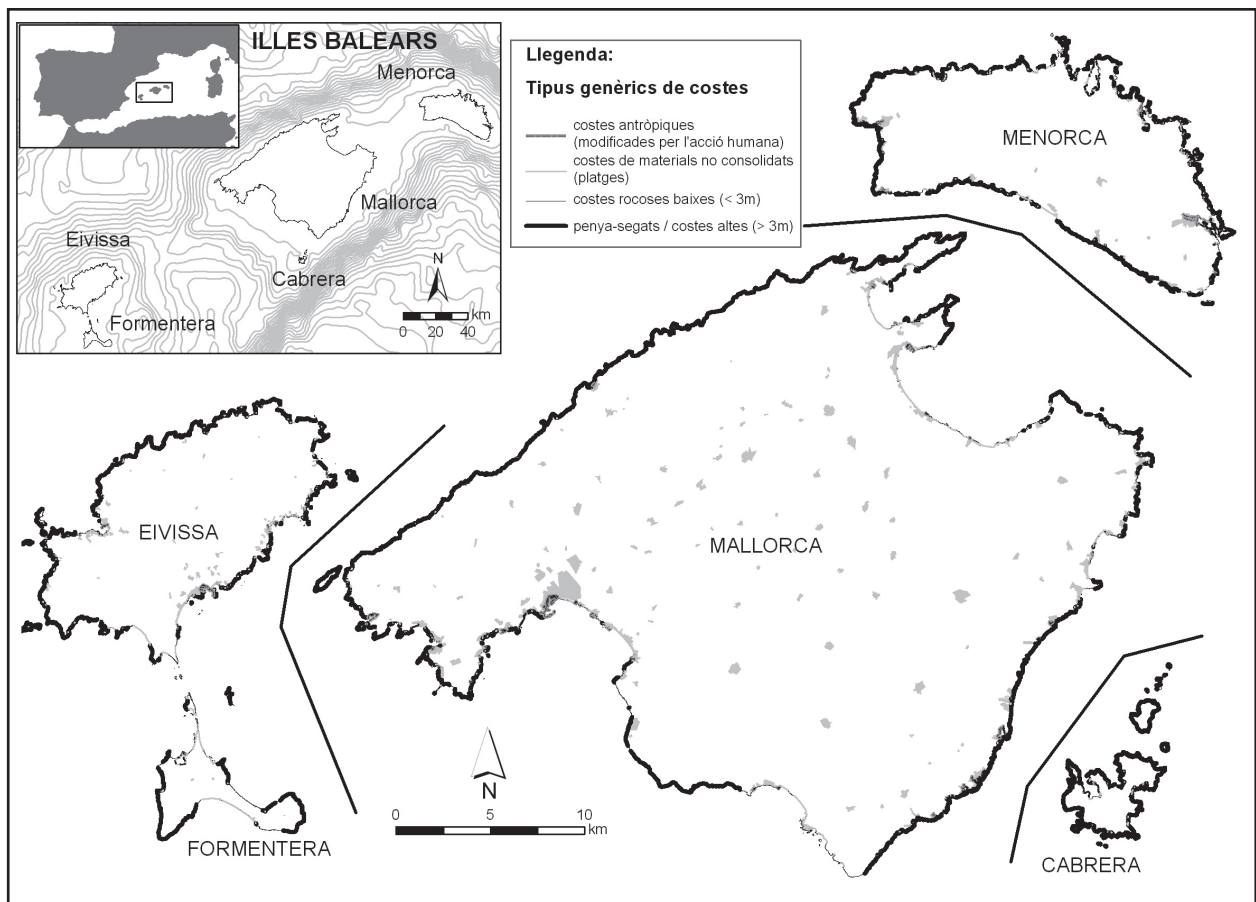 ILLES BALEARS
Menorca
Mallorca
Eivissa
Cabrera
Formentera
N
0 20 40 km
Llegenda:
Tipus genèrics de costes
costes antròpiques
(modificades per l'acció humana)
costes de materials no consolidats
(platges)
costes rocoses baixes (< 3m)
penya-segats / costes altes (> 3m)
MENORCA
EIVISSA
MALLORCA
N
0 5 10 km
FORMENTERA
CABRERA